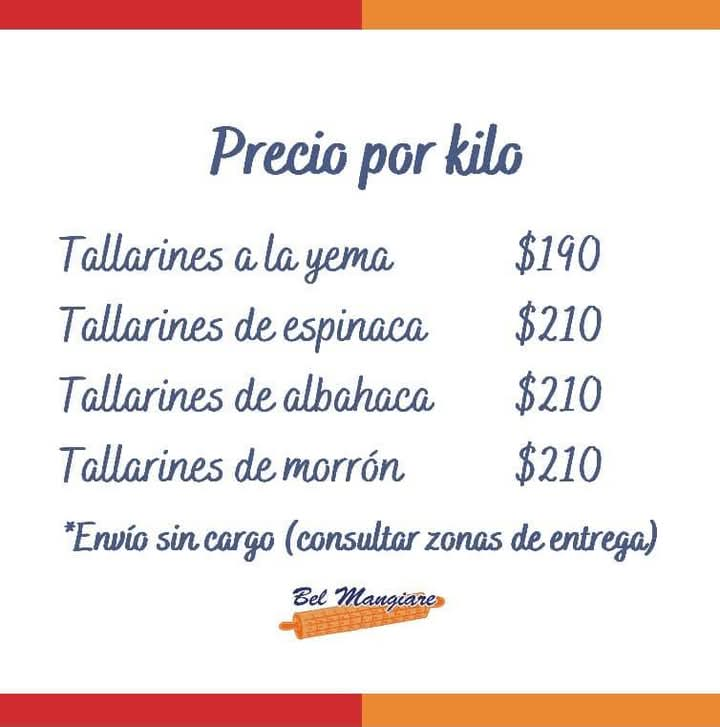 Precio por kilo
Tallarines a la yema $190
Tallarines de espinaca $210
Tallarines de albahaca $210
Tallarines de morrón $210
*Envío sin cargo (consultar zonas de entrega)
Bel Mangiare